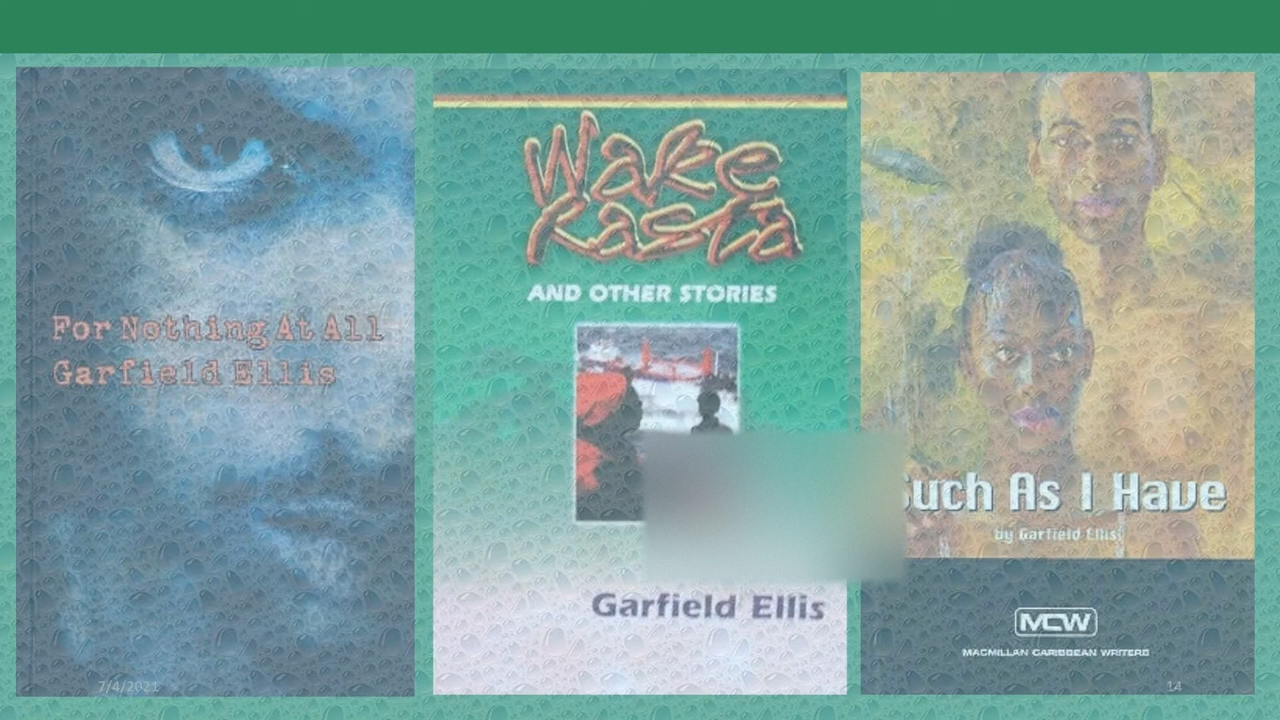 For Nothing At All
Garfield Ellis
Wake
Rasta
AND OTHER STORIES
Garfield Ellis
Such As I Have
by Garfield Ellis
MCW
MACMILLAN CARIBBEAN WRITERS
7/4/2021
14